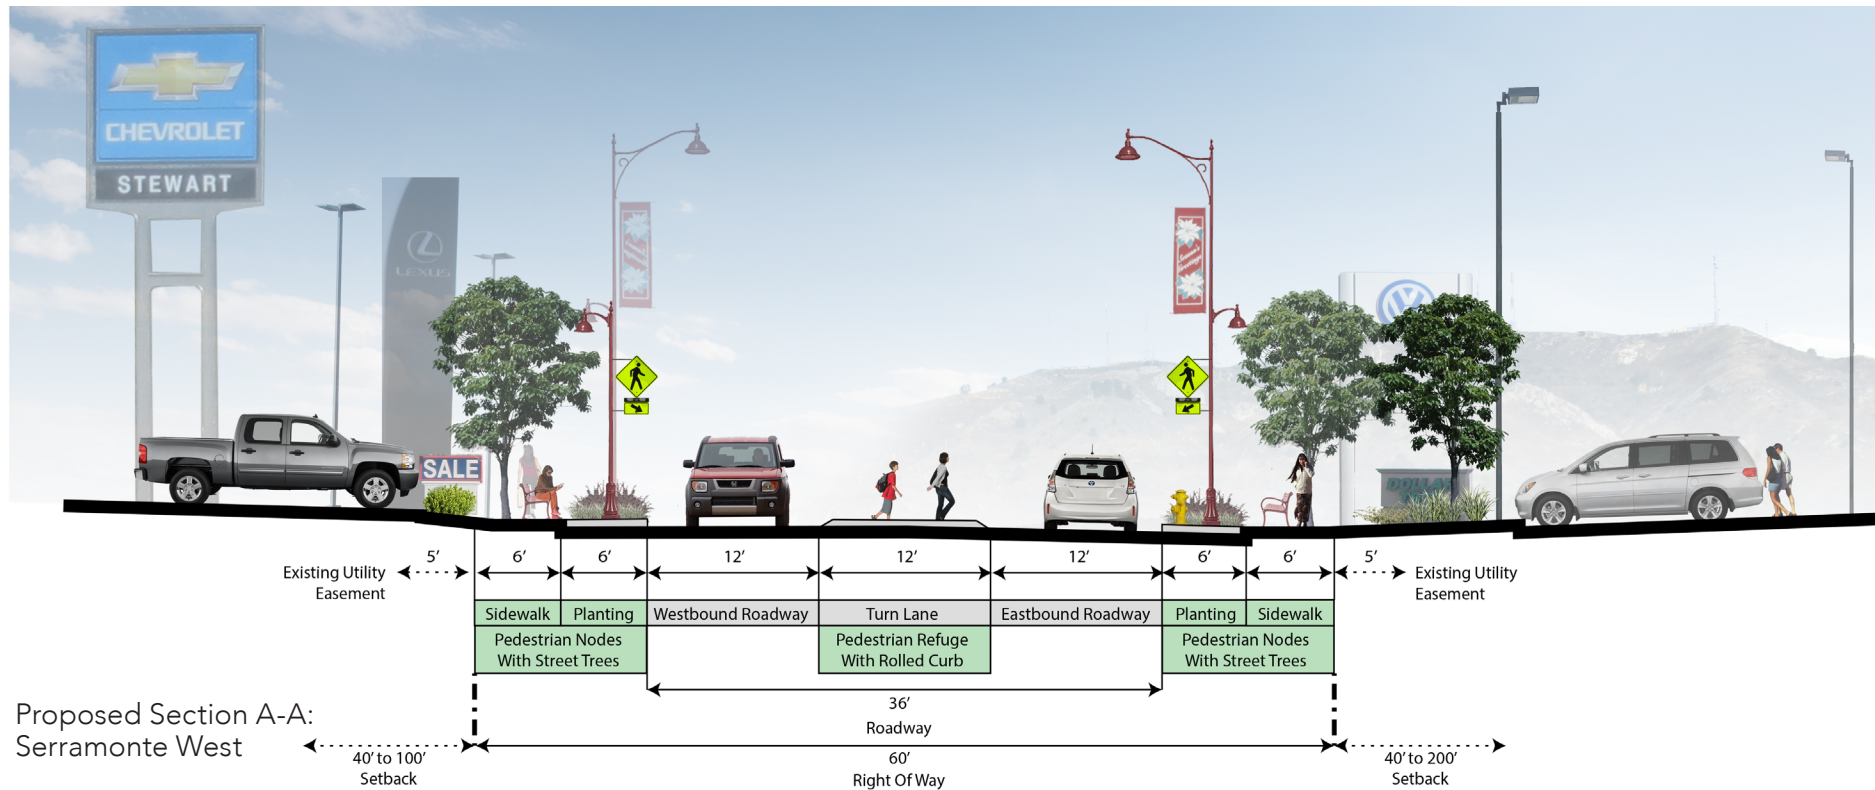 CHEVROLET
STEWART
LEXUS
SALE
5’
6’
6’
12’
12’
12’
6’
6’
5’
Existing Utility
Easement
Existing Utility
Easement
Sidewalk
Planting
Westbound Roadway
Turn Lane
Eastbound Roadway
Planting
Sidewalk
Pedestrian Nodes
With Street Trees
Pedestrian Refuge
With Rolled Curb
Pedestrian Nodes
With Street Trees
36’
Roadway
Proposed Section A-A:
Serramonte West
40’ to 100’
Setback
60’
Right Of Way
40’ to 200’
Setback